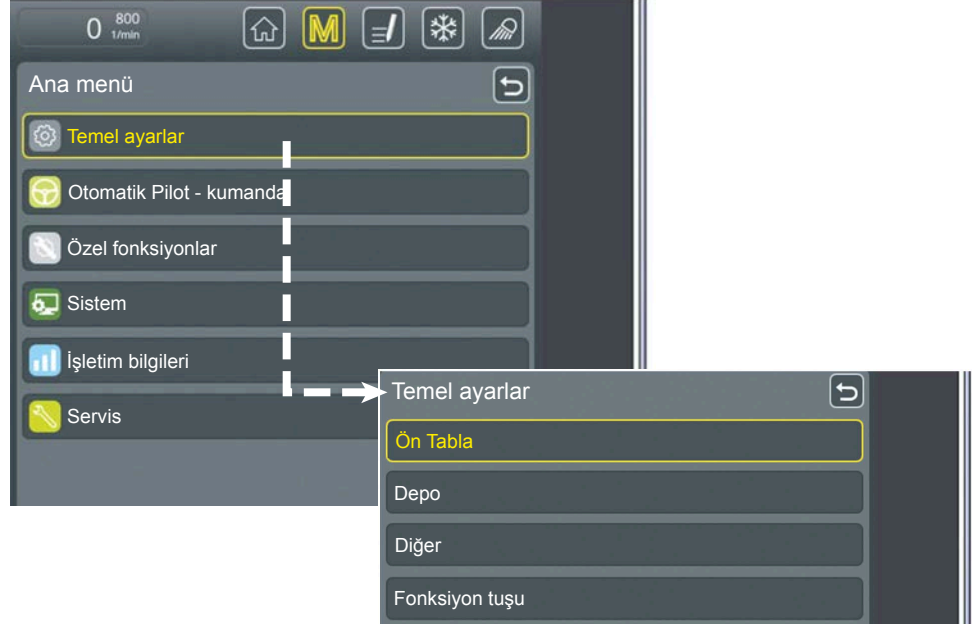 0 800
1/min
M
Ana menü
Temel ayarlar
Otomatik Pilot - kumanda
Özel fonksiyonlar
Sistem
İşletim bilgileri
Servis
Temel ayarlar
Ön Tabla
Depo
Diğer
Fonksiyon tuşu